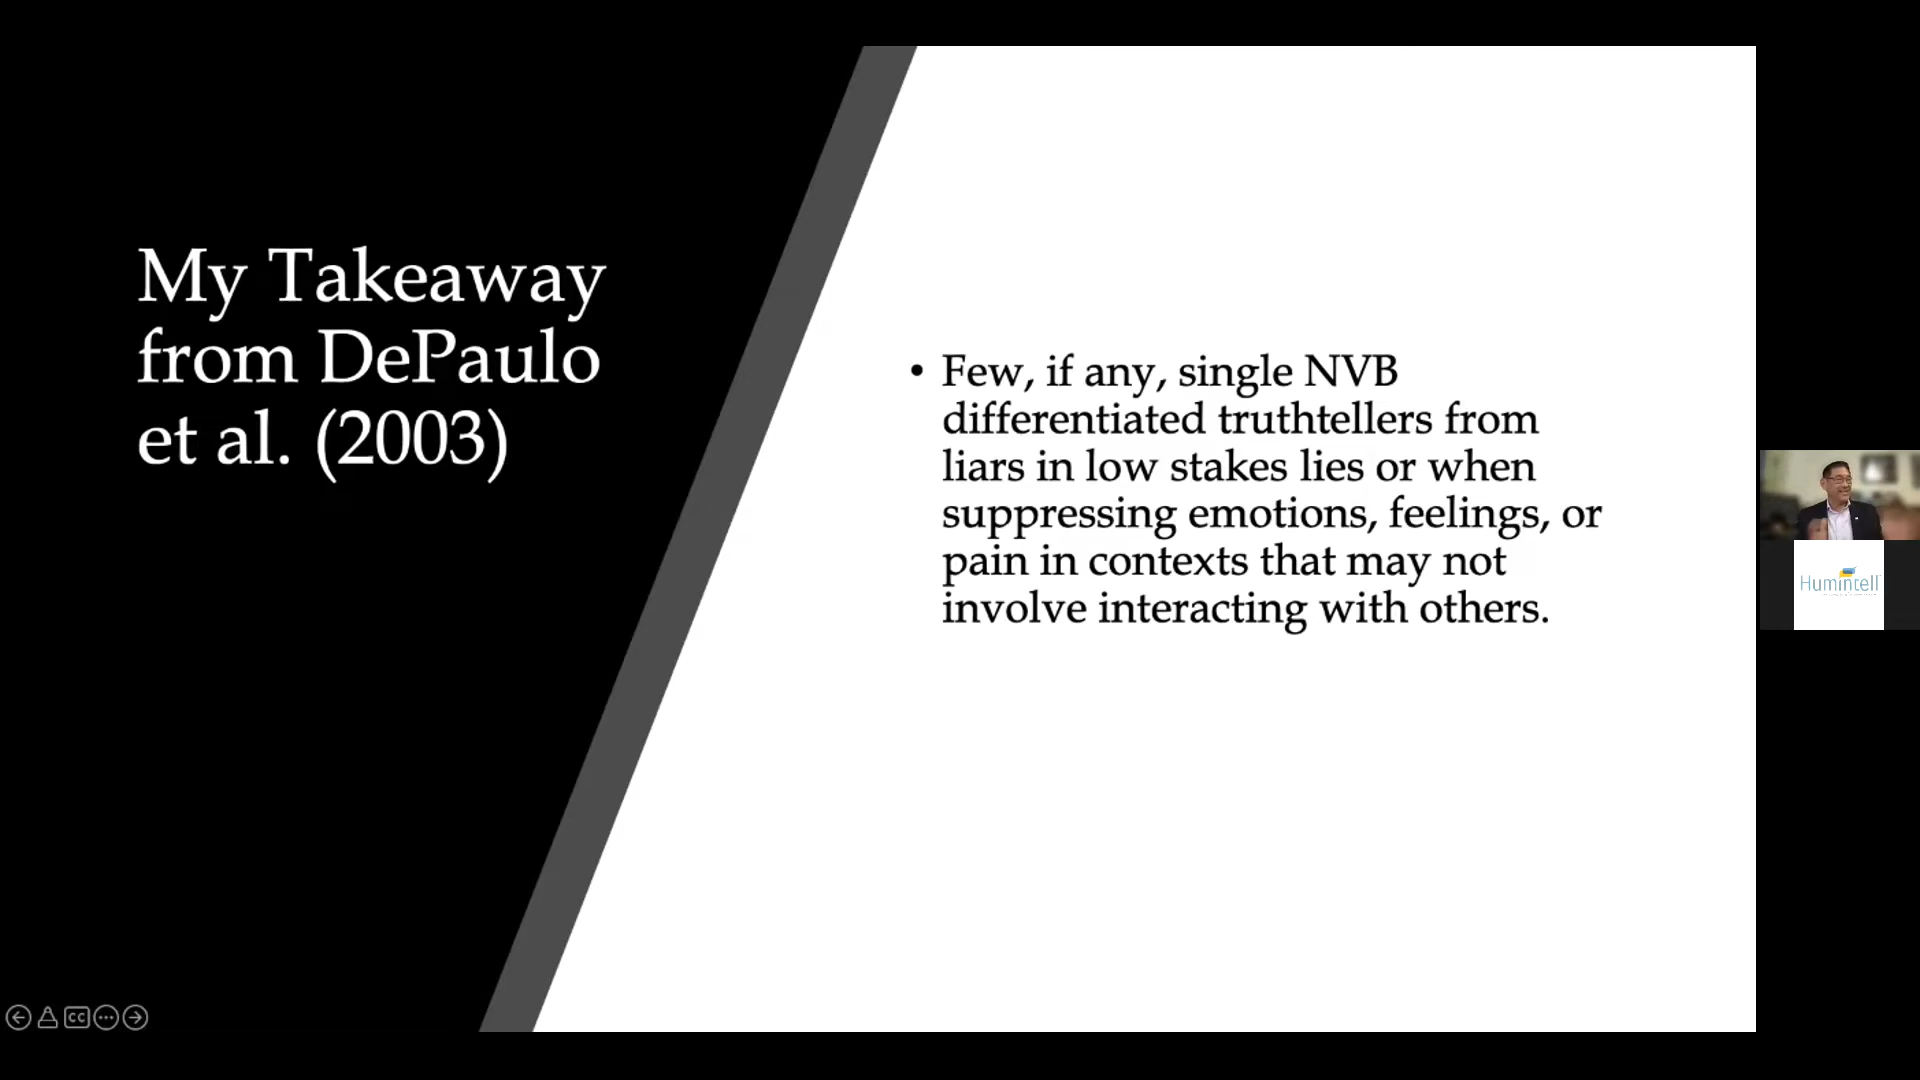 My Takeaway
from DePaulo
et al. (2003)
• Few, if any, single NVB
differentiated truthtellers from
liars in low stakes lies or when
suppressing emotions, feelings, or
pain in contexts that may not
involve interacting with others.
Humintell
CC